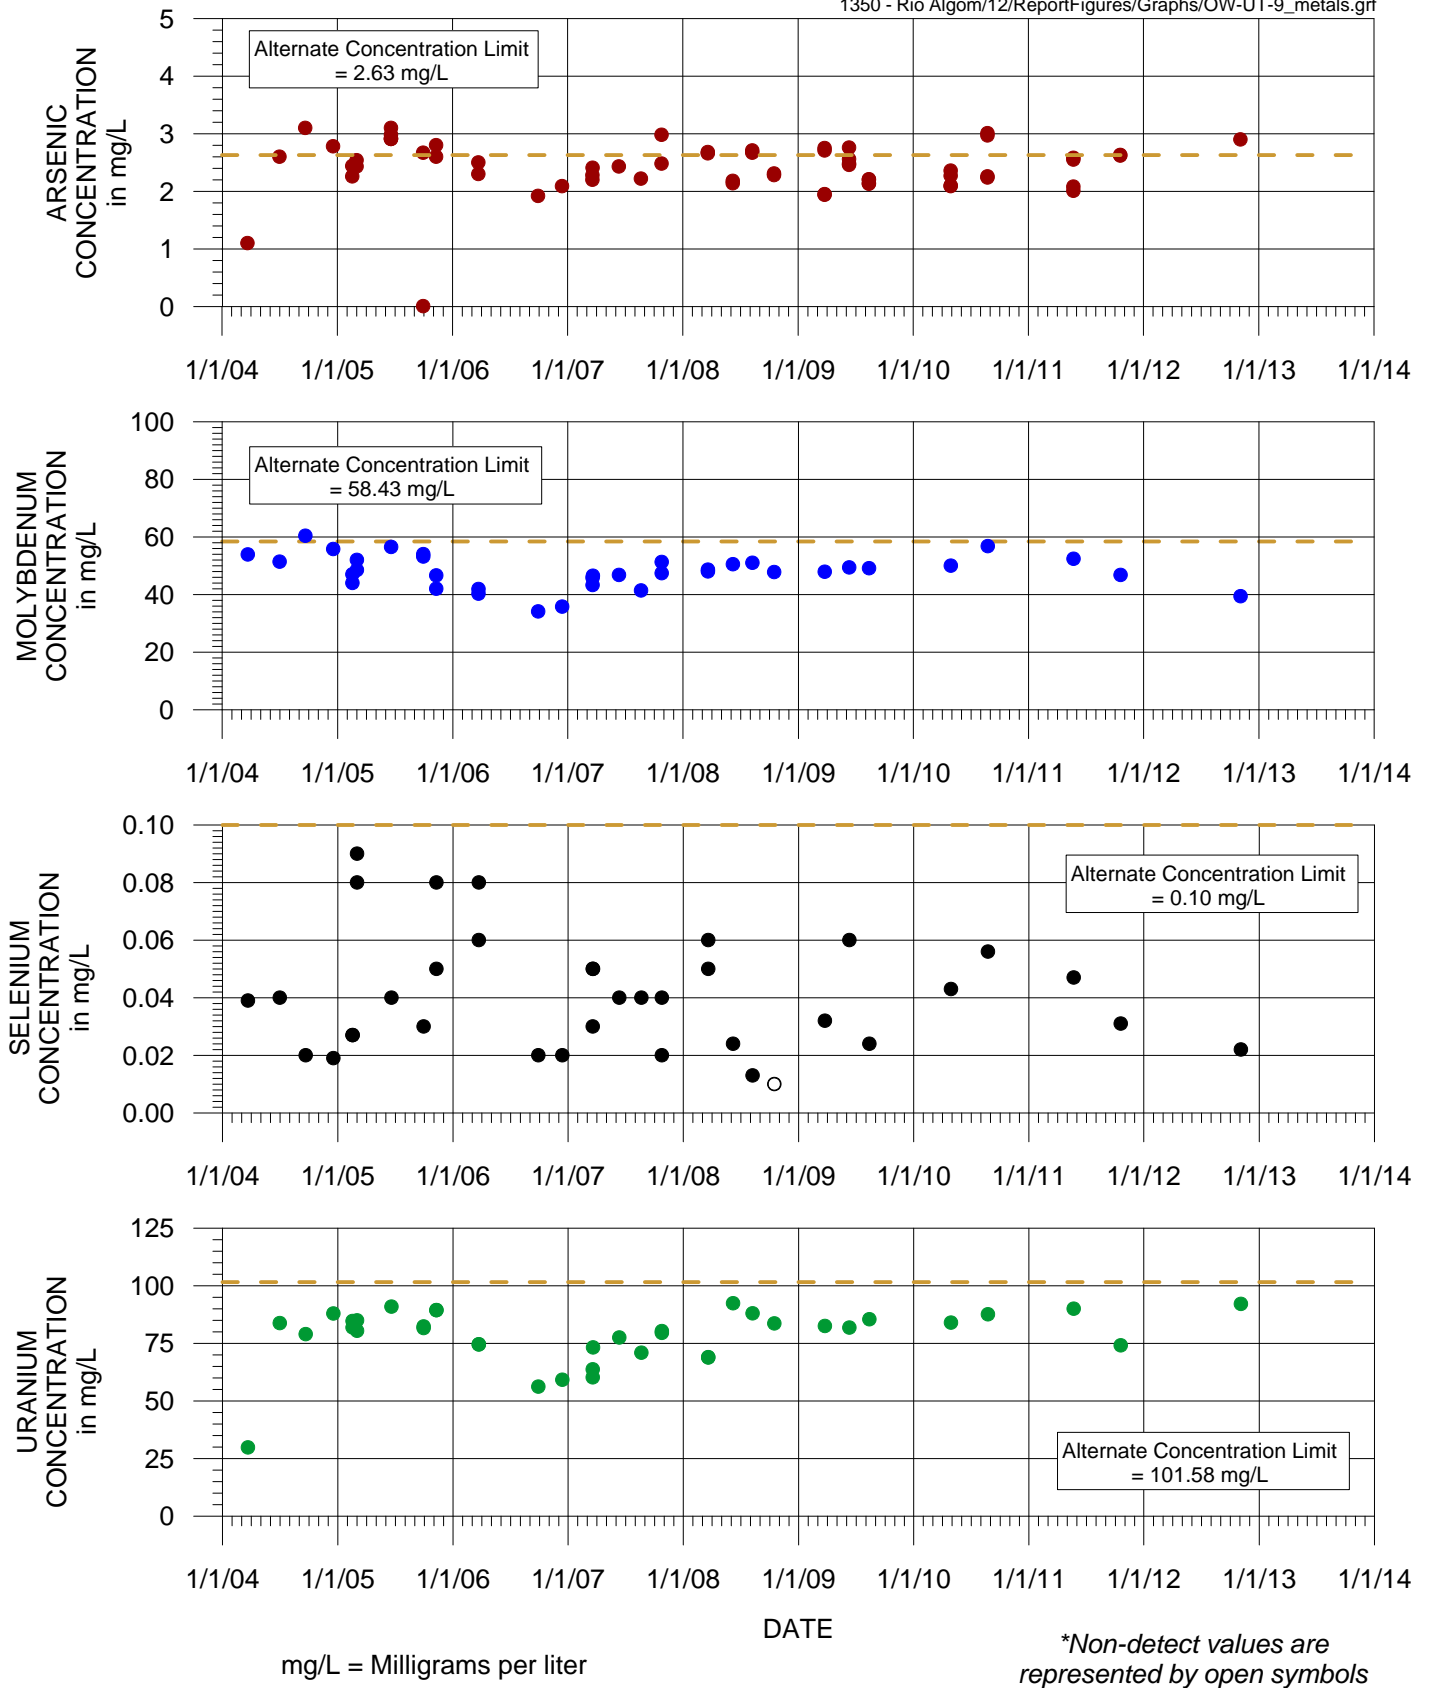 1350 - Rio Algom/12/ReportFigures/Graphs/OW-UT-9_metals.grf
ARSENIC
CONCENTRATION
in mg/L
5
4
3
2
1
0
Alternate Concentration Limit
= 2.63 mg/L
1/1/04 1/1/05 1/1/06 1/1/07 1/1/08 1/1/09 1/1/10 1/1/11 1/1/12 1/1/13 1/1/14
MOLYBDENUM
CONCENTRATION
in mg/L
100
80
60
40
20
0
Alternate Concentration Limit
= 58.43 mg/L
1/1/04 1/1/05 1/1/06 1/1/07 1/1/08 1/1/09 1/1/10 1/1/11 1/1/12 1/1/13 1/1/14
SELENIUM
CONCENTRATION
in mg/L
0.10
0.08
0.06
0.04
0.02
0.00
Alternate Concentration Limit
= 0.10 mg/L
1/1/04 1/1/05 1/1/06 1/1/07 1/1/08 1/1/09 1/1/10 1/1/11 1/1/12 1/1/13 1/1/14
URANIUM
CONCENTRATION
in mg/L
125
100
75
50
25
0
Alternate Concentration Limit
= 101.58 mg/L
1/1/04 1/1/05 1/1/06 1/1/07 1/1/08 1/1/09 1/1/10 1/1/11 1/1/12 1/1/13 1/1/14
DATE
mg/L = Milligrams per liter
*Non-detect values are
represented by open symbols